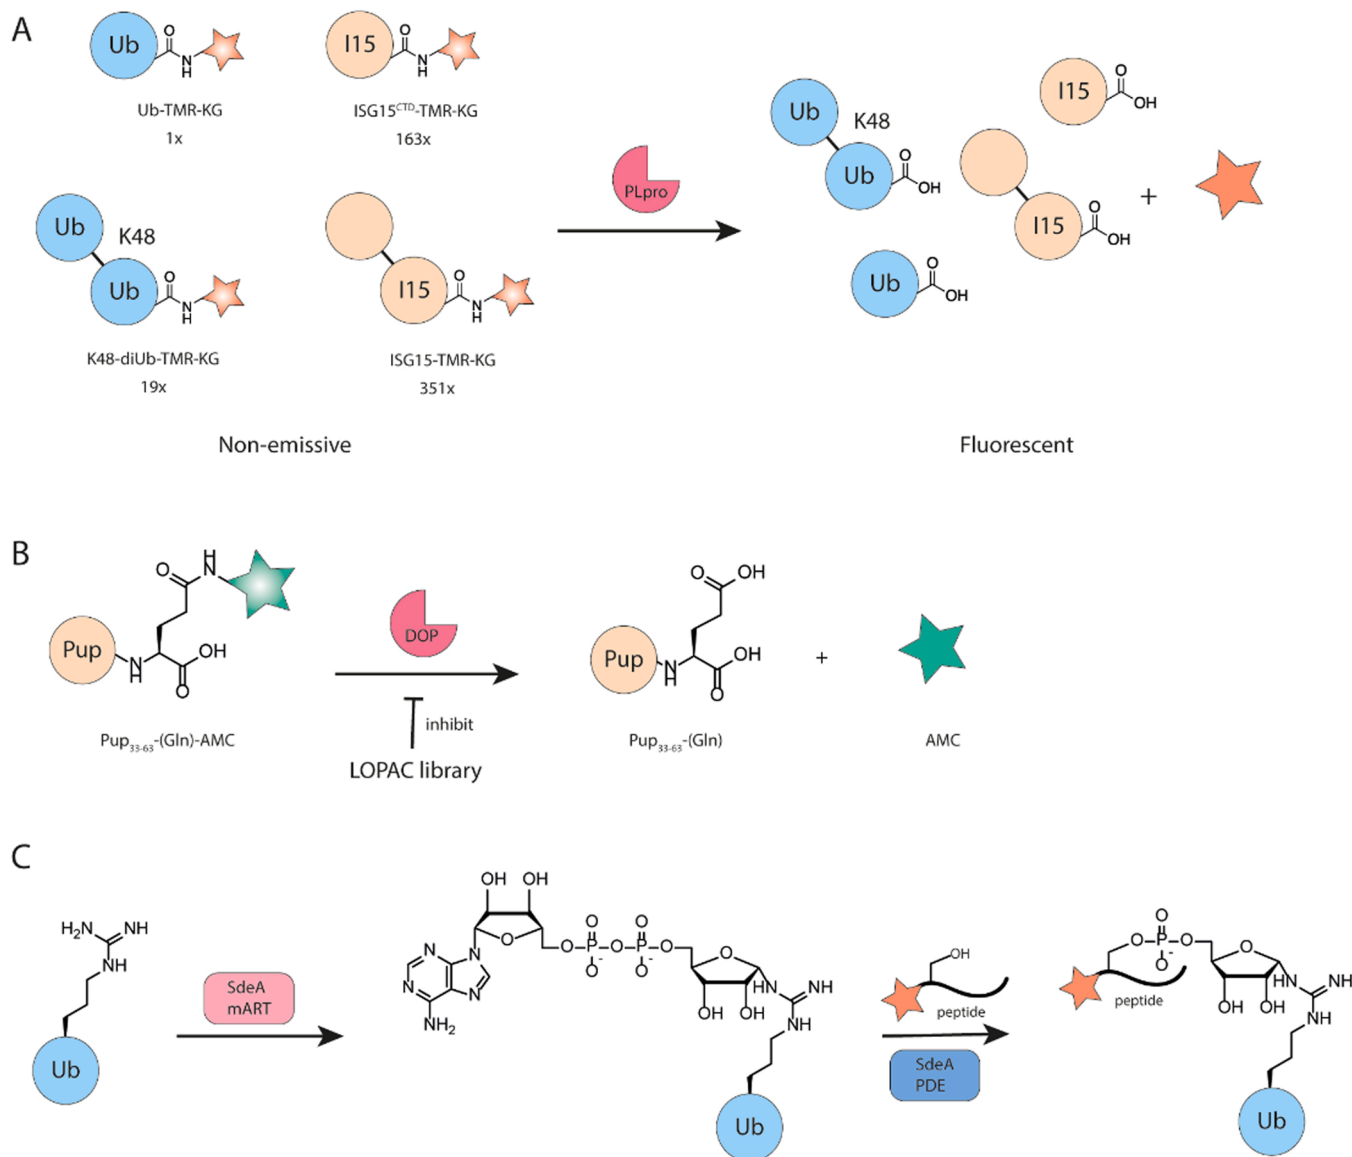 A
Ub
O
N
H
Ub-TMR-KG
1x
I15
O
N
H
ISG15CTD-TMR-KG
163x
Ub
K48
Ub
O
N
H
K48-diUb-TMR-KG
19x
I15
O
N
H
ISG15-TMR-KG
351x
Non-emissive
PLpro
Ub
K48
Ub
O
OH
I15
O
OH
I15
O
OH
Ub
O
OH
+
Fluorescent
B
Pup
N
H
O
H
N
OH
O
Pup33-63-(Gln)-AMC
DOP
inhibit
LOPAC library
Pup
N
H
O
OH
OH
O
Pup33-63-(Gln)
+
AMC
C
H2N
NH
NH
Ub
SdeA
mART
OH
OH
O
N
N
N
N
NH2
O
O
P
O-
O
O
P
O-
O
O
OH
OH
HN
NH
NH
Ub
OH
peptide
SdeA
PDE
peptide
O
O
P
O-
O
O
OH
OH
HN
NH
NH
Ub